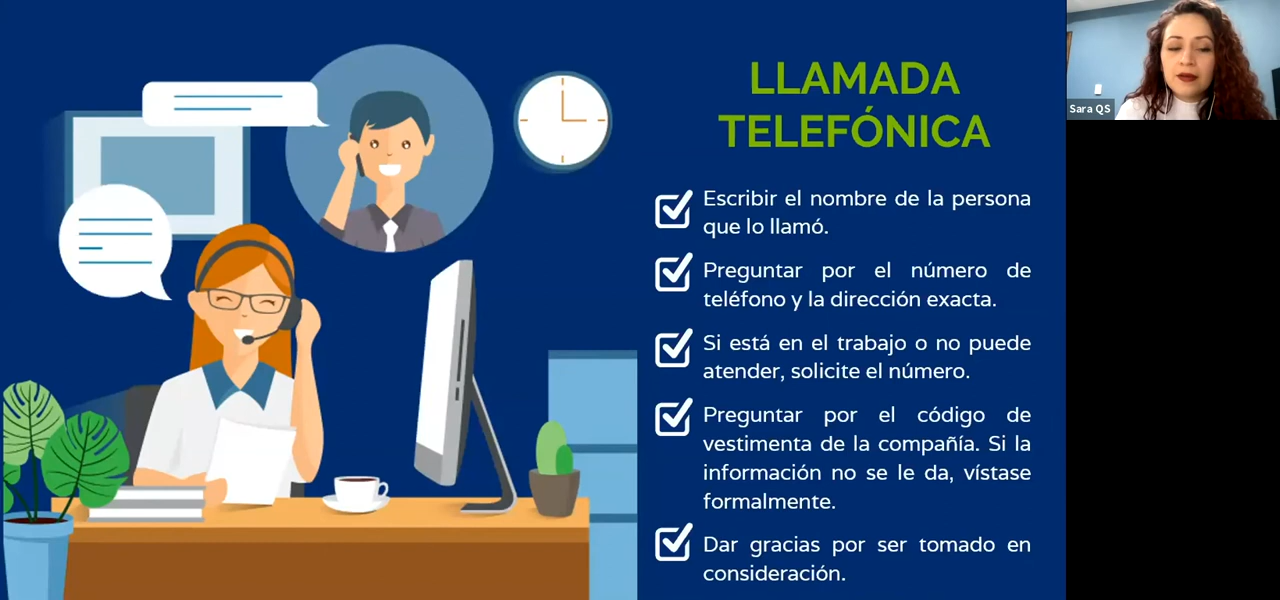 LLAMADA
TELEFÓNICA
Escribir el nombre de la persona
que lo llamó.
Preguntar por el número de
teléfono y la dirección exacta.
Si está en el trabajo o no puede
atender, solicite el número.
Preguntar por el código de
vestimenta de la compañía. Si la
información no se le da, vístase
formalmente.
Dar gracias por ser tomado en
consideración.
Sara QS